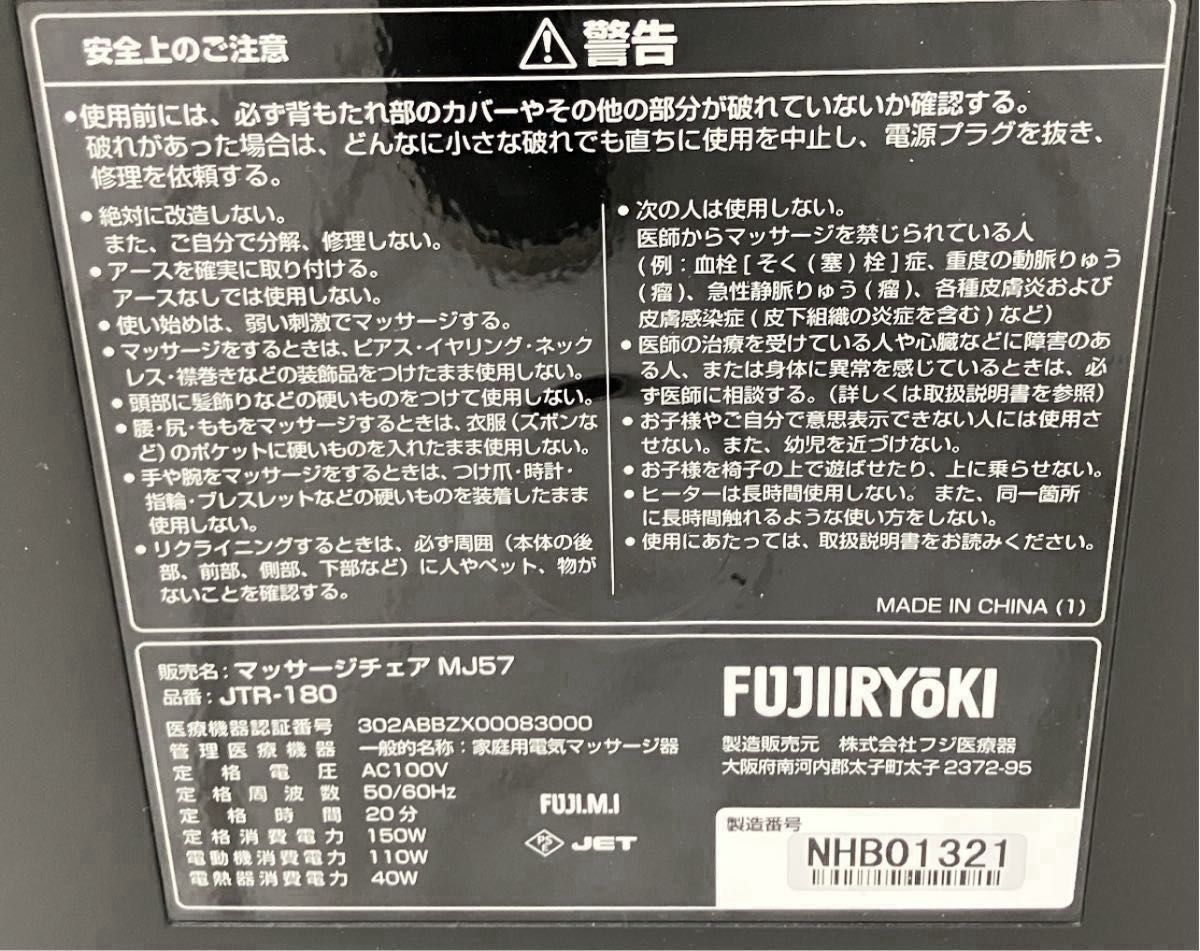 安全上のご注意
警告
●使用前には、必ず背もたれ部のカバーやその他の部分が破れていないか確認する。
破れがあった場合は、どんなに小さな破れでも直ちに使用を中止し、電源プラグを抜き、
修理を依頼する。
●絶対に改造しない。
また、ご自分で分解、修理しない。
●アースを確実に取り付ける。
アースなしでは使用しない。
●使い始めは、弱い刺激でマッサージする。
●マッサージをするときは、ピアス・イヤリング・ネック
レス・襟巻きなどの装飾品をつけたまま使用しない。
●頭部に髪飾りなどの硬いものをつけて使用しない。
●腰・尻・ももをマッサージするときは、衣服（ズボンな
ど）のポケットに硬いものを入れたまま使用しない。
●手や腕をマッサージをするときは、つけ爪・時計・
指輪・ブレスレットなどの硬いものを装着したまま
使用しない。
●リクライニングするときは、必ず周囲（本体の後
部、前部、側部、下部など）に人やペット、物が
ないことを確認する。
●次の人は使用しない。
医師からマッサージを禁じられている人
(例：血栓[そく(塞)栓]症、重度の動脈りゅう
(瘤)、急性静脈りゅう(瘤)、各種皮膚炎および
皮膚感染症(皮下組織の炎症を含む)など)
●医師の治療を受けている人や心臓などに障害のあ
る人、または身体に異常を感じているときは、必
ず医師に相談する。（詳しくは取扱説明書を参照）
●お子様やご自分で意思表示できない人には使用さ
せない。また、幼児を近づけない。
●お子様を椅子の上で遊ばせたり、上に乗らせない。
●ヒーターは長時間使用しない。また、同一箇所
に長時間触れるような使い方をしない。
●使用にあたっては、取扱説明書をお読みください。
MADE IN CHINA (1)
販売名：マッサージチェア MJ57
品番：JTR-180
医療機器認証番号 302ABBZX00083000
管理医療機器 一般的名称：家庭用電気マッサージ器
定格電圧 AC100V
定格周波数 50/60Hz
定格時間 20分
定格消費電力 150W
電動機消費電力 110W
電熱器消費電力 40W
FUJI.M.I
PS E JET
FUJIIRYōKI
製造販売元 株式会社フジ医療器
大阪府南河内郡太子町太子2372-95
製造番号
NHB01321